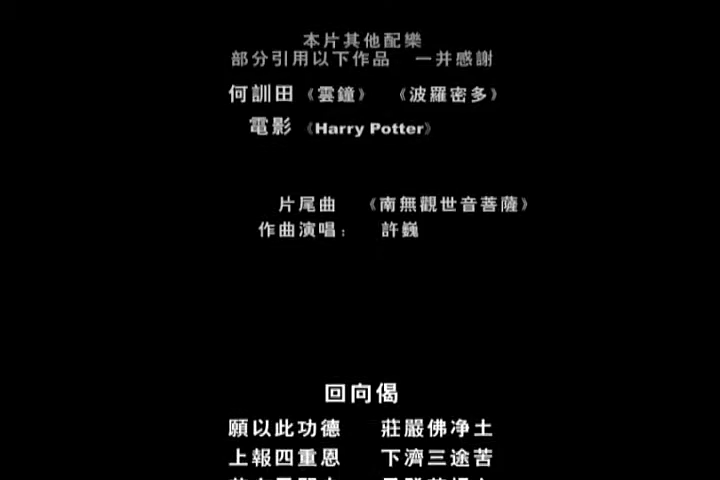 本片其他配樂
部分引用以下作品 一并感謝
何訓田《雲鐘》 《波羅密多》
電影《Harry Potter》
片尾曲 《南無觀世音菩薩》
作曲演唱： 許巍
回向偈
願以此功德 莊嚴佛净土
上報四重恩 下濟三途苦